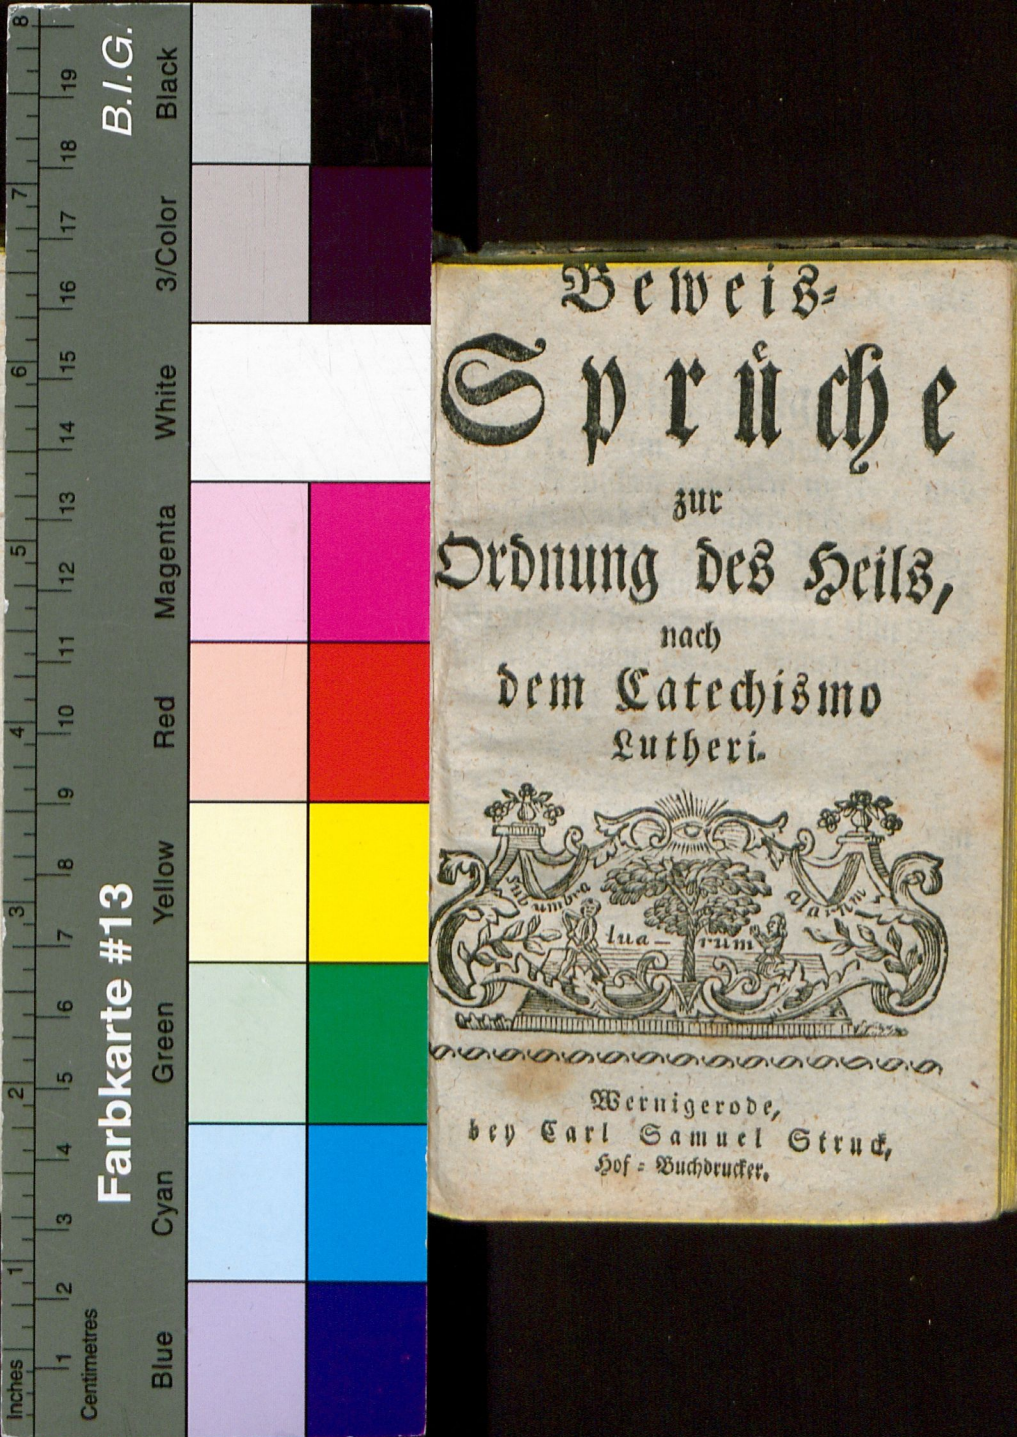 Beweis-
Sprüche
zur
Ordnung des Heils,
nach
dem Catechismo
Lutheri.
sub umbra alarum
tua- rum
Wernigerode,
bey Carl Samuel Struck,
Hof-Buchdrucker.
Farbkarte #13
B.I.G.
Blue Cyan Green Yellow Red Magenta White 3/Color Black
Centimetres
1 2 3 4 5 6 7 8 9 10 11 12 13 14 15 16 17 18 19
Inches
1 2 3 4 5 6 7 8